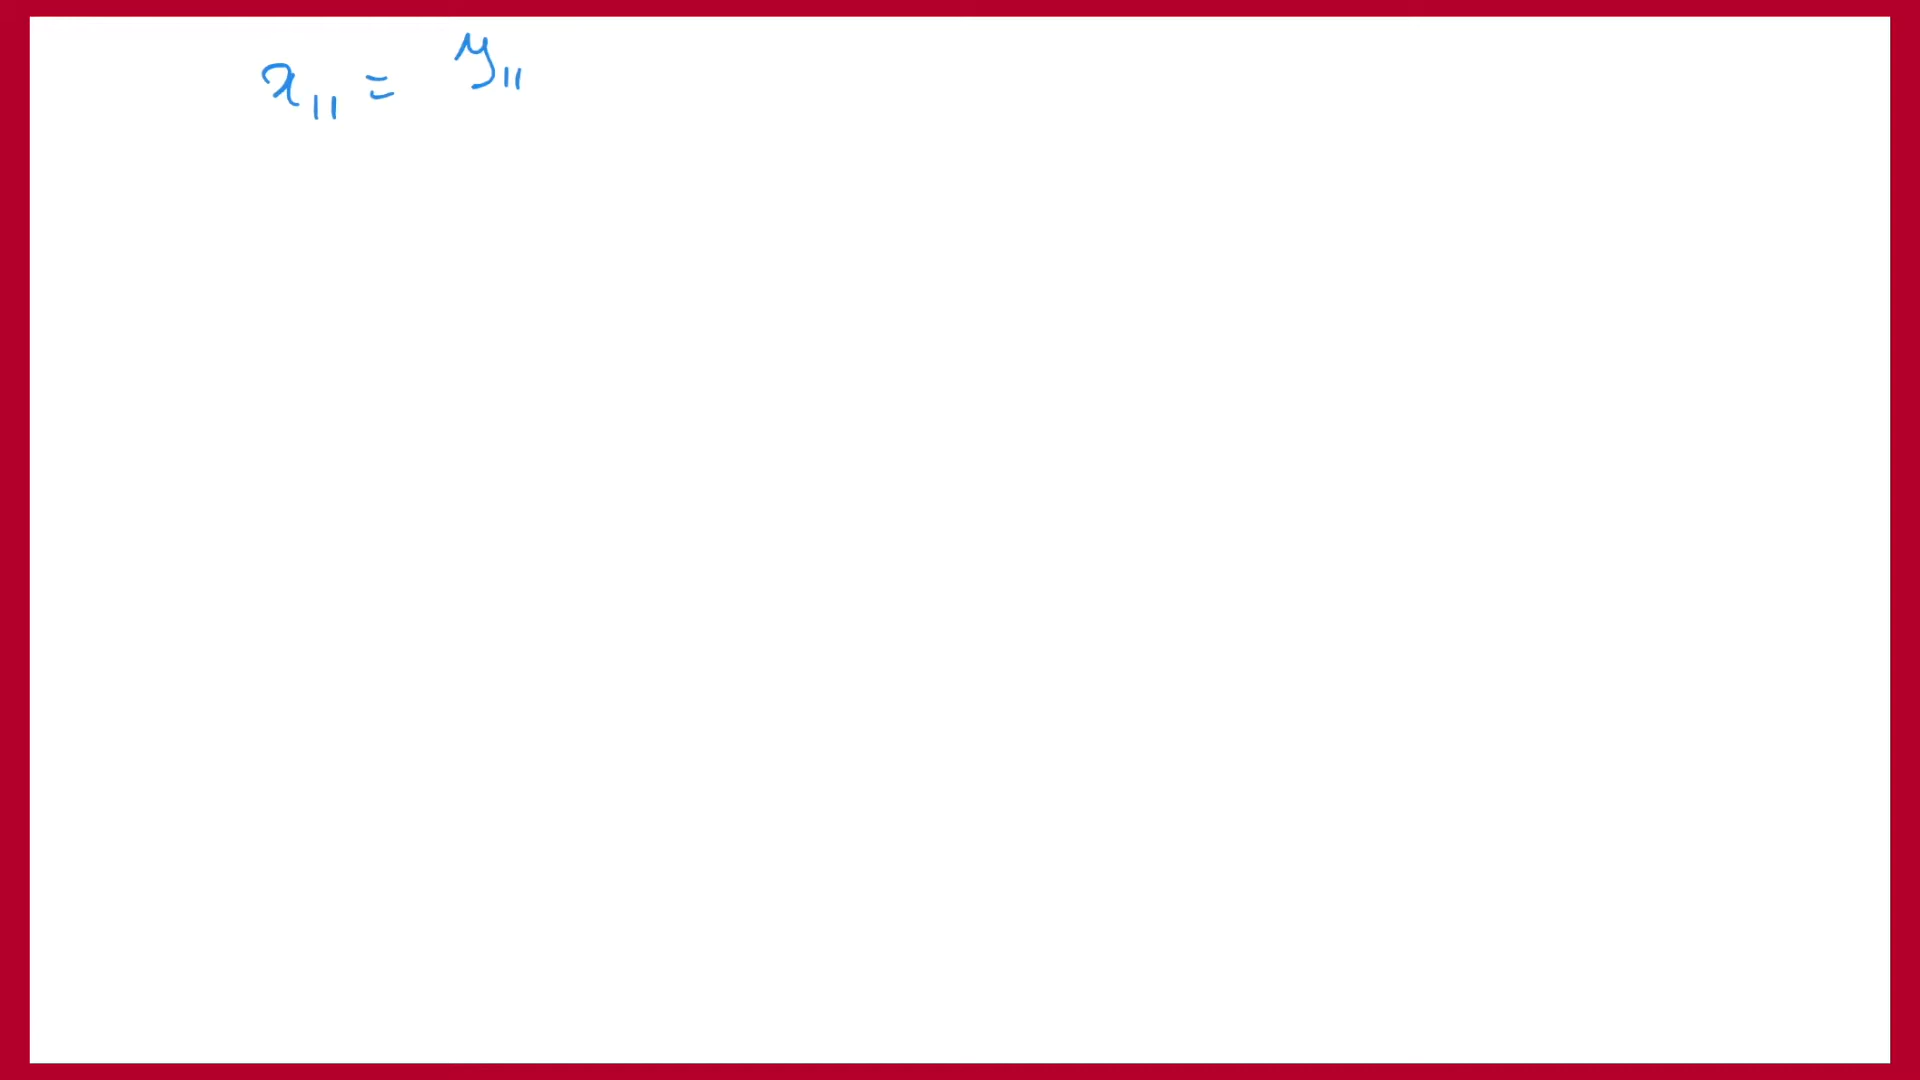 x₁₁ = y₁₁